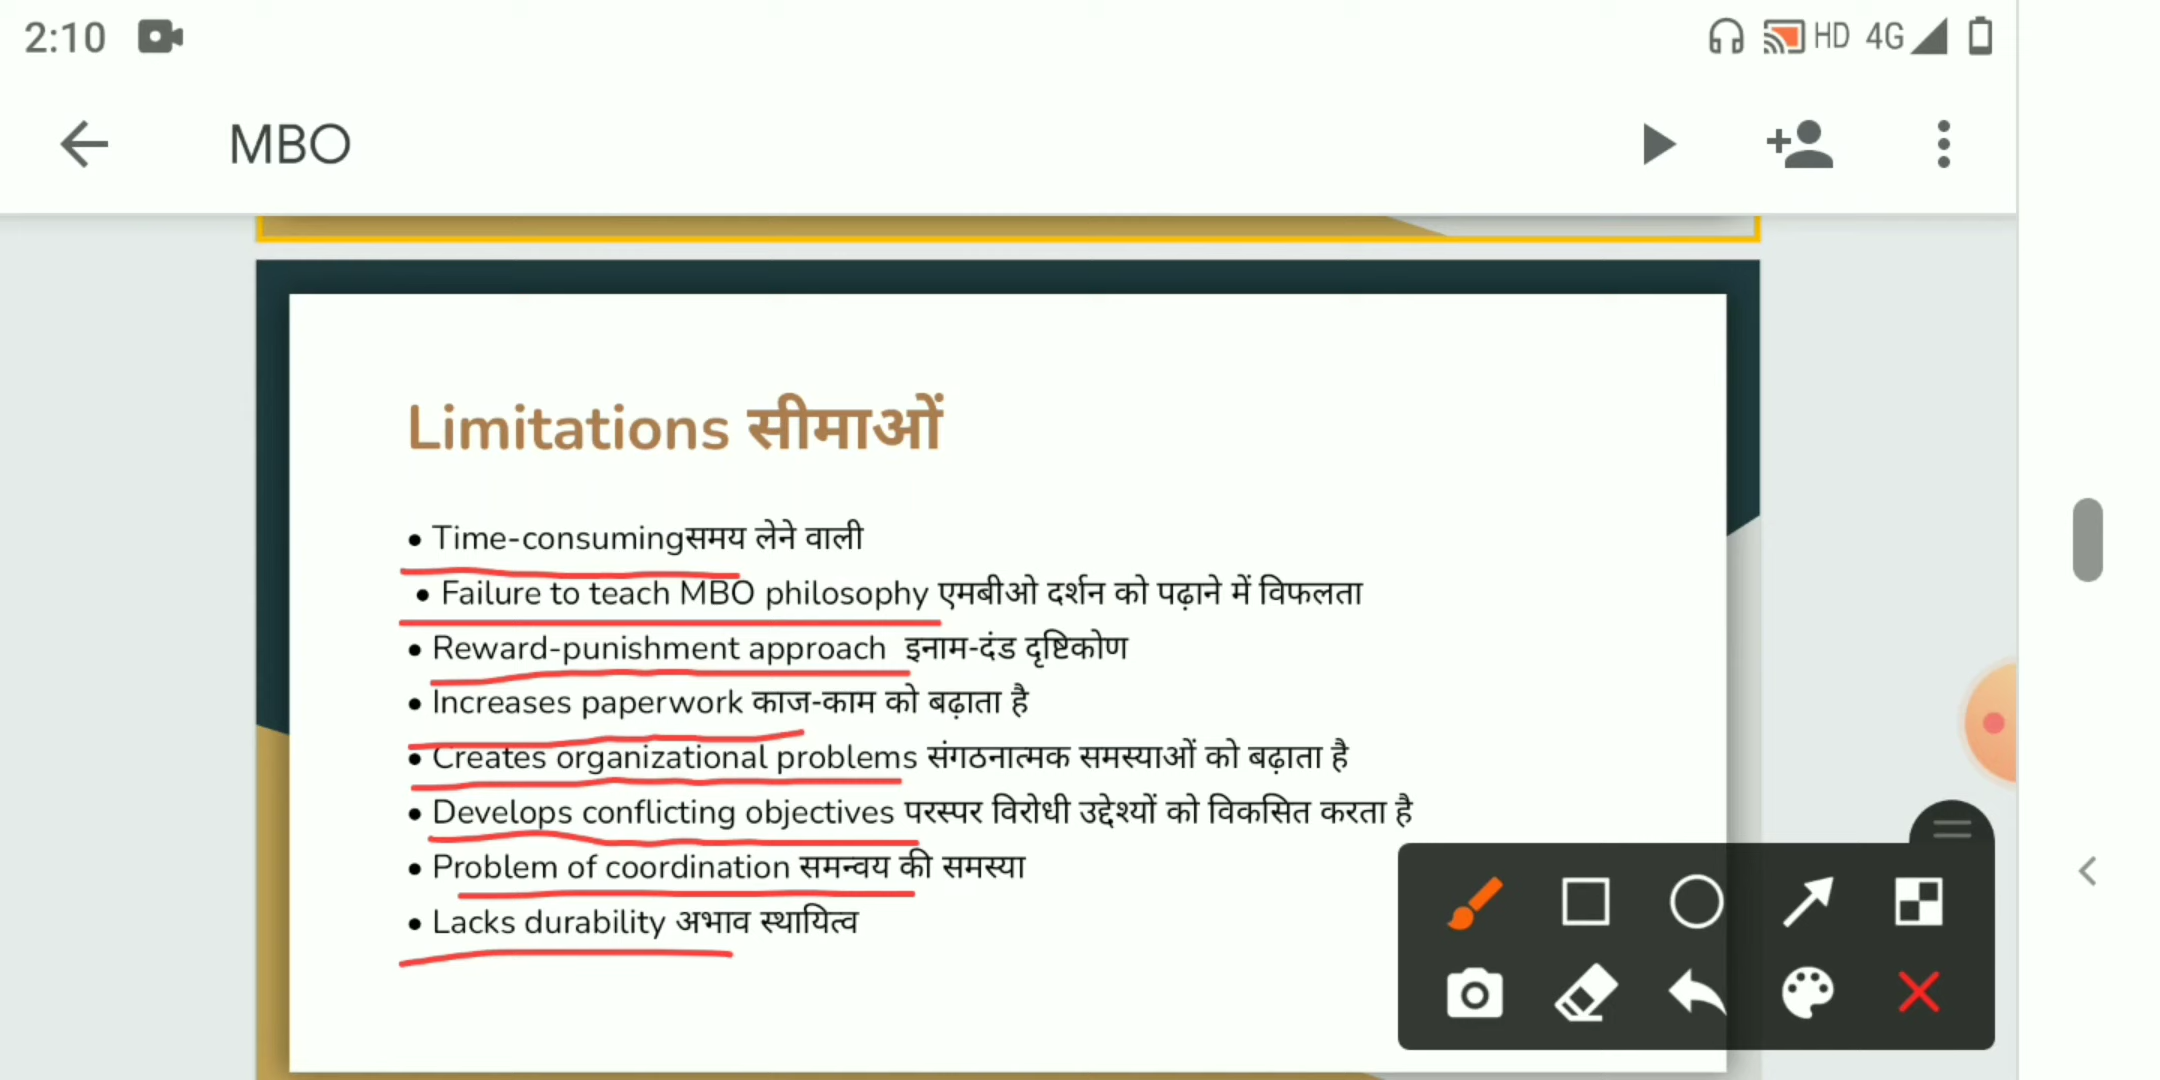 2:10 HD 4G
MBO
Limitations सीमाओं
• Time-consumingसमय लेने वाली
• Failure to teach MBO philosophy एमबीओ दर्शन को पढ़ाने में विफलता
• Reward-punishment approach इनाम-दंड दृष्टिकोण
• Increases paperwork काज-काम को बढ़ाता है
• Creates organizational problems संगठनात्मक समस्याओं को बढ़ाता है
• Develops conflicting objectives परस्पर विरोधी उद्देश्यों को विकसित करता है
• Problem of coordination समन्वय की समस्या
• Lacks durability अभाव स्थायित्व